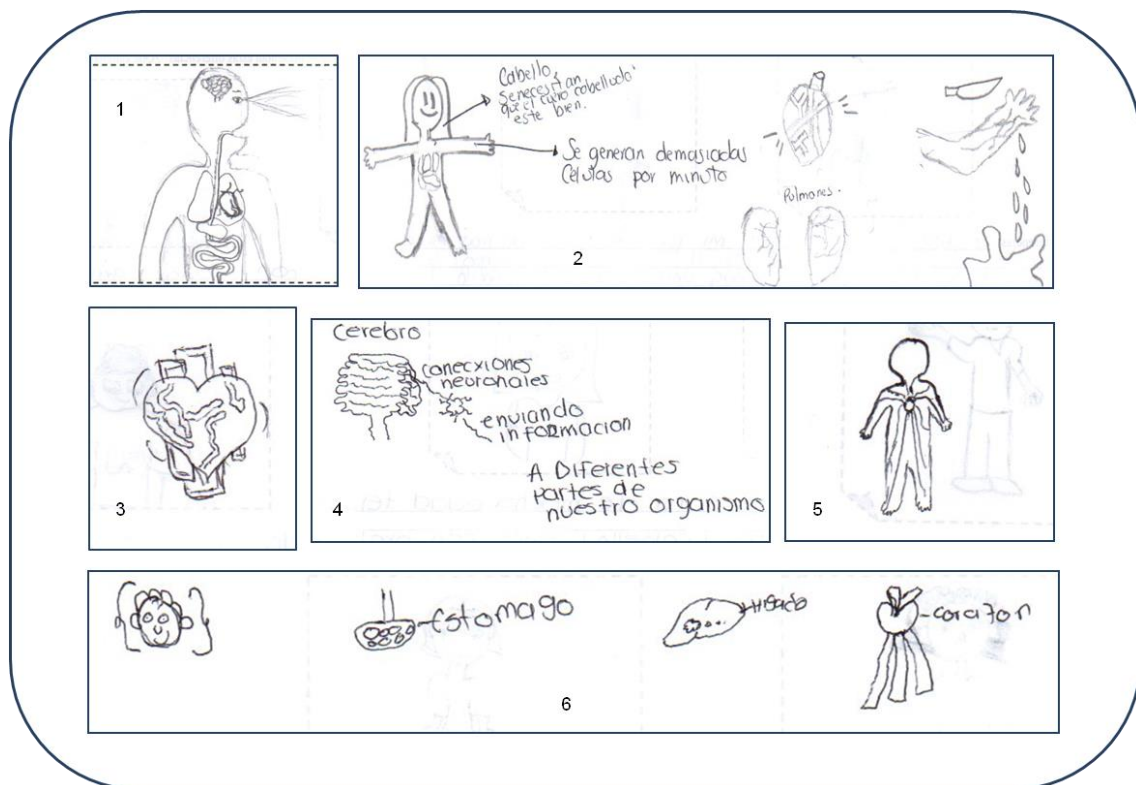 1
Cabello,
Se necesitan
que el cuero cabelludo
este bien.
Se generan demasiadas
Celulas por minuto
Pulmones.
2
3
cerebro
conecxiones
neuronales
enviando
informacion
A Diferentes
partes de
nuestro organismo
4
5
Estomago
Higado
corazon
6